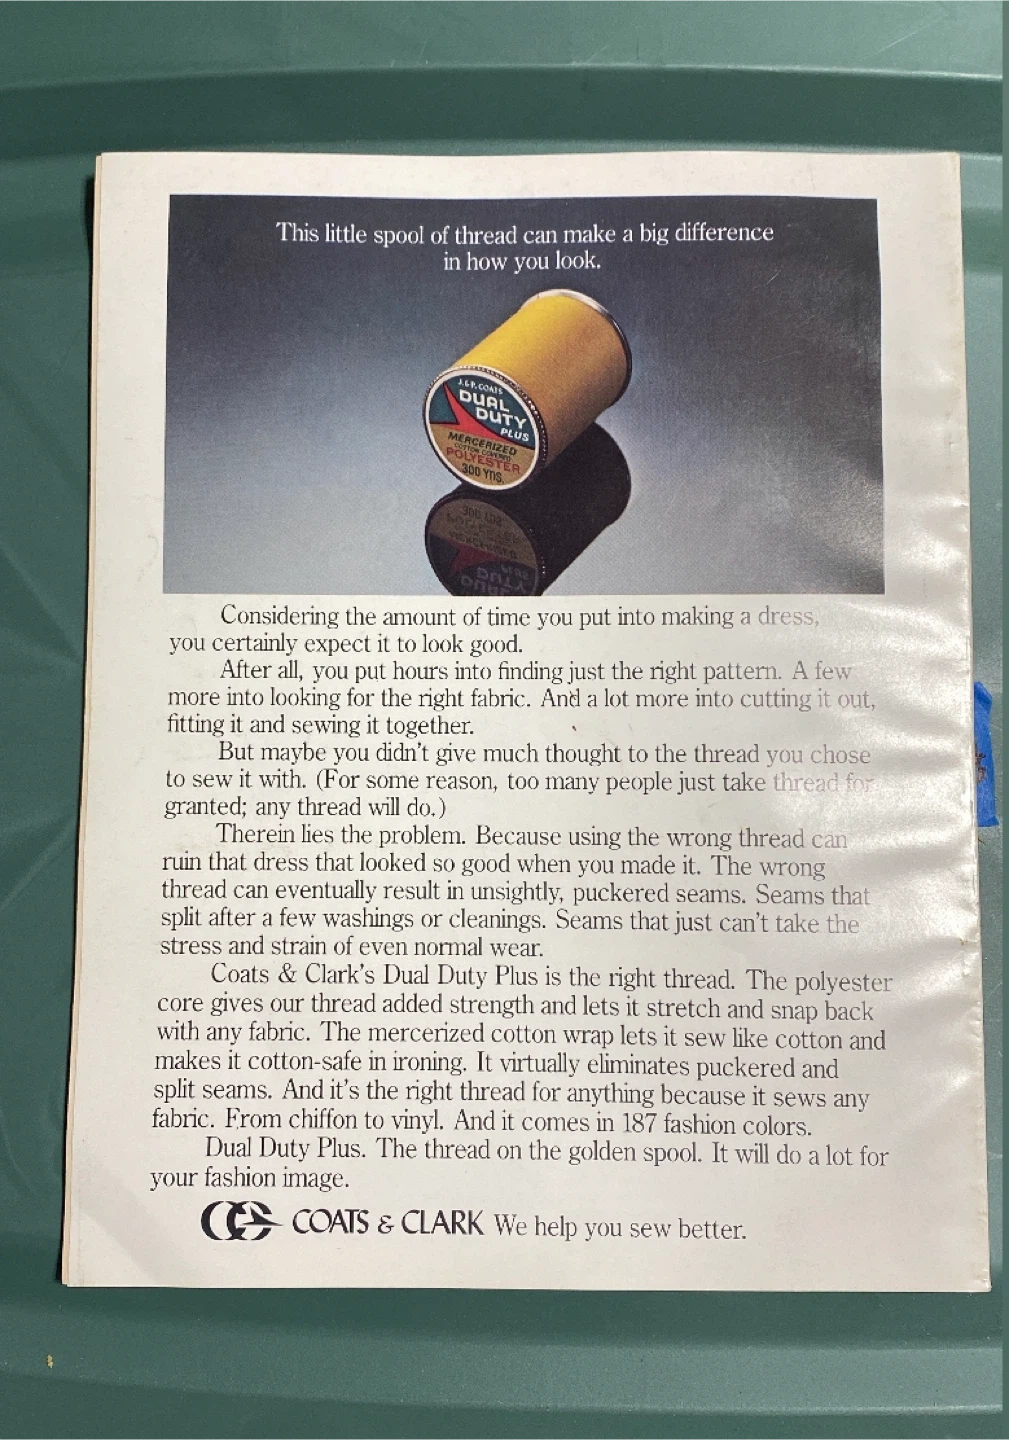 This little spool of thread can make a big difference
in how you look.
J.& P. COATS
DUAL
DUTY
PLUS
MERCERIZED
COTTON COVERED
POLYESTER
300 YDS.
Considering the amount of time you put into making a dress,
you certainly expect it to look good.
After all, you put hours into finding just the right pattern. A few
more into looking for the right fabric. And a lot more into cutting it out,
fitting it and sewing it together.
But maybe you didn't give much thought to the thread you chose
to sew it with. (For some reason, too many people just take thread for
granted; any thread will do.)
Therein lies the problem. Because using the wrong thread can
ruin that dress that looked so good when you made it. The wrong
thread can eventually result in unsightly, puckered seams. Seams that
split after a few washings or cleanings. Seams that just can't take the
stress and strain of even normal wear.
Coats & Clark's Dual Duty Plus is the right thread. The polyester
core gives our thread added strength and lets it stretch and snap back
with any fabric. The mercerized cotton wrap lets it sew like cotton and
makes it cotton-safe in ironing. It virtually eliminates puckered and
split seams. And it's the right thread for anything because it sews any
fabric. From chiffon to vinyl. And it comes in 187 fashion colors.
Dual Duty Plus. The thread on the golden spool. It will do a lot for
your fashion image.
COATS & CLARK We help you sew better.